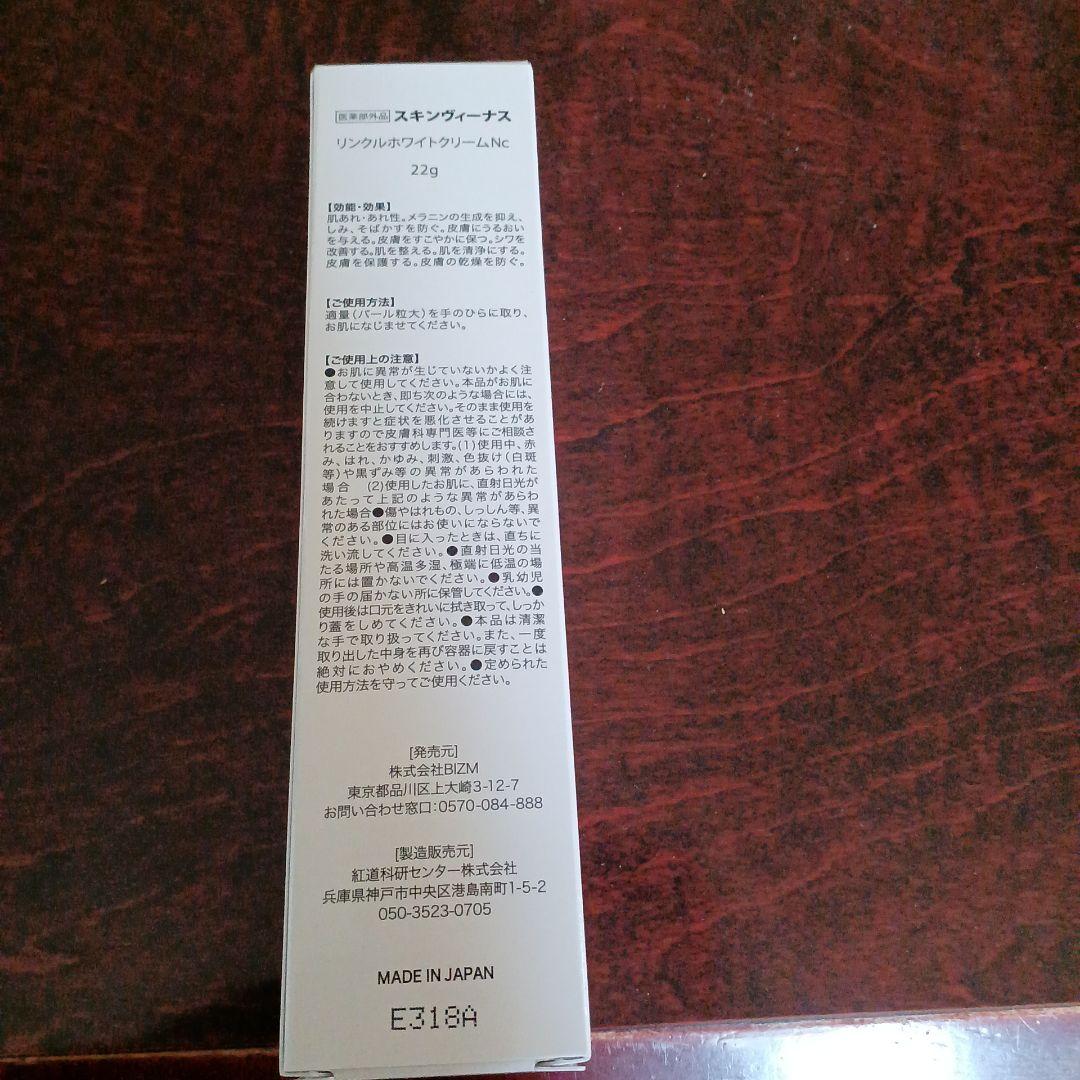 医薬部外品 スキンヴィーナス
リンクルホワイトクリームNc
22g
【効能・効果】
肌あれ・あれ性。メラニンの生成を抑え、
しみ、そばかすを防ぐ。皮膚にうるおい
を与える。皮膚をすこやかに保つ。シワを
改善する。肌を整える。肌を清浄にする。
皮膚を保護する。皮膚の乾燥を防ぐ。
【ご使用方法】
適量(パール粒大)を手のひらに取り、
お肌になじませてください。
【ご使用上の注意】
●お肌に異常が生じていないかよく注
意して使用してください。本品がお肌に
合わないとき、即ち次のような場合には、
使用を中止してください。そのまま使用を
続けますと症状を悪化させることがあ
りますので皮膚科専門医等にご相談さ
れることをおすすめします。(1)使用中、赤
み、はれ、かゆみ、刺激、色抜け(白斑
等)や黒ずみ等の異常があらわれた
場合 (2)使用したお肌に、直射日光が
あたって上記のような異常があらわ
れた場合●傷やはれもの、しっしん等、異
常のある部位にはお使いにならないで
ください。●目に入ったときは、直ちに
洗い流してください。●直射日光の当
たる場所や高温多湿、極端に低温の場
所には置かないでください。●乳幼児
の手の届かない所に保管してください。●
使用後は口元をきれいに拭き取って、しっか
り蓋をしめてください。●本品は清潔
な手で取り扱ってください。また、一度
取り出した中身を再び容器に戻すことは
絶対におやめください。●定められた
使用方法を守ってご使用ください。
[発売元]
株式会社BIZM
東京都品川区上大崎3-12-7
お問い合わせ窓口:0570-084-888
[製造販売元]
紅道科研センター株式会社
兵庫県神戸市中央区港島南町1-5-2
050-3523-0705
MADE IN JAPAN
E318A